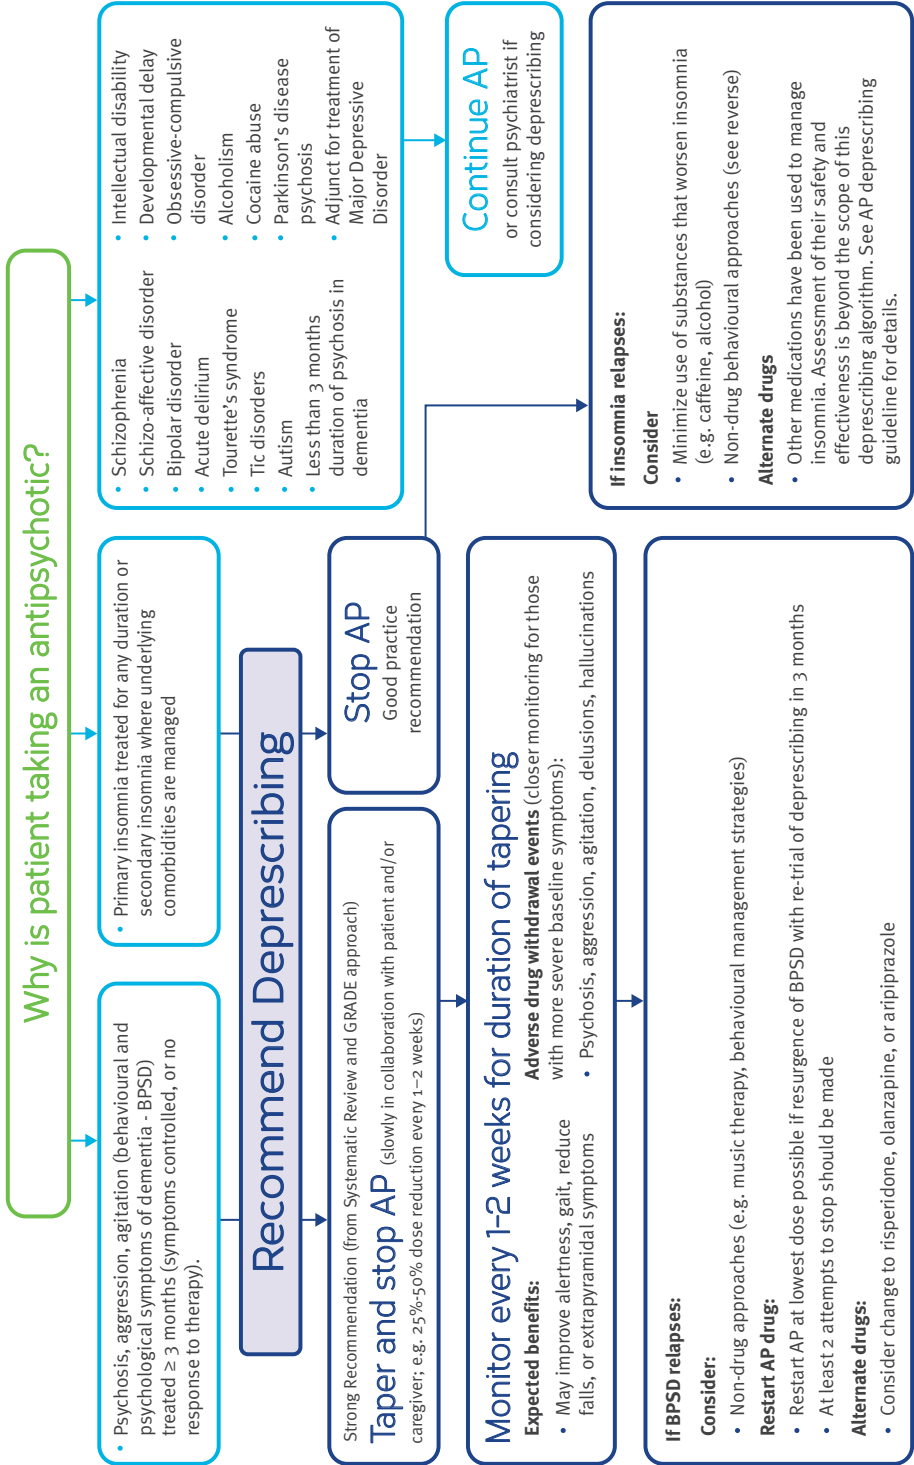 Why is patient taking an antipsychotic?
• Psychosis, aggression, agitation (behavioural and
psychological symptoms of dementia - BPSD)
treated ≥ 3 months (symptoms controlled, or no
response to therapy).
• Primary insomnia treated for any duration or
secondary insomnia where underlying
comorbidities are managed
• Schizophrenia
• Schizo-affective disorder
• Bipolar disorder
• Acute delirium
• Tourette's syndrome
• Tic disorders
• Autism
• Less than 3 months
duration of psychosis in
dementia
• Intellectual disability
• Developmental delay
• Obsessive-compulsive
disorder
• Alcoholism
• Cocaine abuse
• Parkinson's disease
psychosis
• Adjunct for treatment of
Major Depressive
Disorder
Recommend Deprescribing
Strong Recommendation (from Systematic Review and GRADE approach)
Taper and stop AP (slowly in collaboration with patient and/or
caregiver; e.g. 25%-50% dose reduction every 1–2 weeks)
Stop AP
Good practice
recommendation
Continue AP
or consult psychiatrist if
considering deprescribing
Monitor every 1–2 weeks for duration of tapering
Expected benefits:
• May improve alertness, gait, reduce
falls, or extrapyramidal symptoms
Adverse drug withdrawal events (closer monitoring for those
with more severe baseline symptoms):
• Psychosis, aggression, agitation, delusions, hallucinations
If BPSD relapses:
Consider:
• Non-drug approaches (e.g. music therapy, behavioural management strategies)
Restart AP drug:
• Restart AP at lowest dose possible if resurgence of BPSD with re-trial of deprescribing in 3 months
• At least 2 attempts to stop should be made
Alternate drugs:
• Consider change to risperidone, olanzapine, or aripiprazole
If insomnia relapses:
Consider
• Minimize use of substances that worsen insomnia
(e.g. caffeine, alcohol)
• Non-drug behavioural approaches (see reverse)
Alternate drugs
• Other medications have been used to manage
insomnia. Assessment of their safety and
effectiveness is beyond the scope of this
deprescribing algorithm. See AP deprescribing
guideline for details.